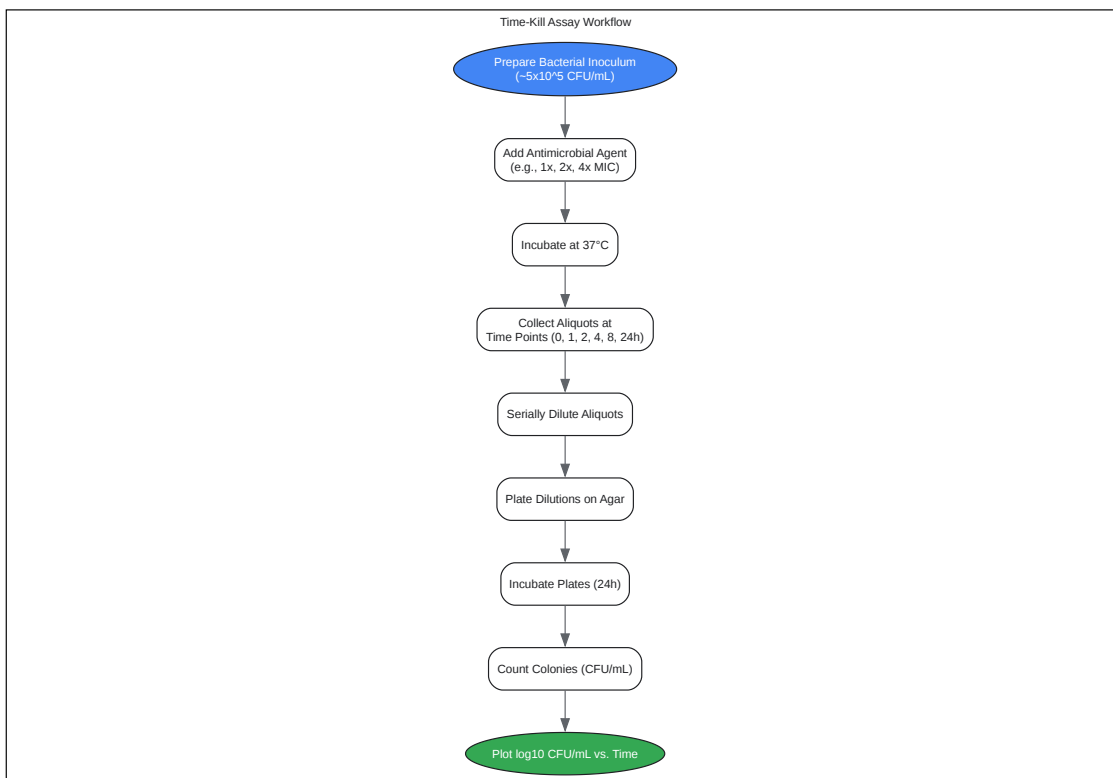 Time-Kill Assay Workflow
Prepare Bacterial Inoculum
(~5x10^5 CFU/mL)
Add Antimicrobial Agent
(e.g., 1x, 2x, 4x MIC)
Incubate at 37°C
Collect Aliquots at
Time Points (0, 1, 2, 4, 8, 24h)
Serially Dilute Aliquots
Plate Dilutions on Agar
Incubate Plates (24h)
Count Colonies (CFU/mL)
Plot log10 CFU/mL vs. Time